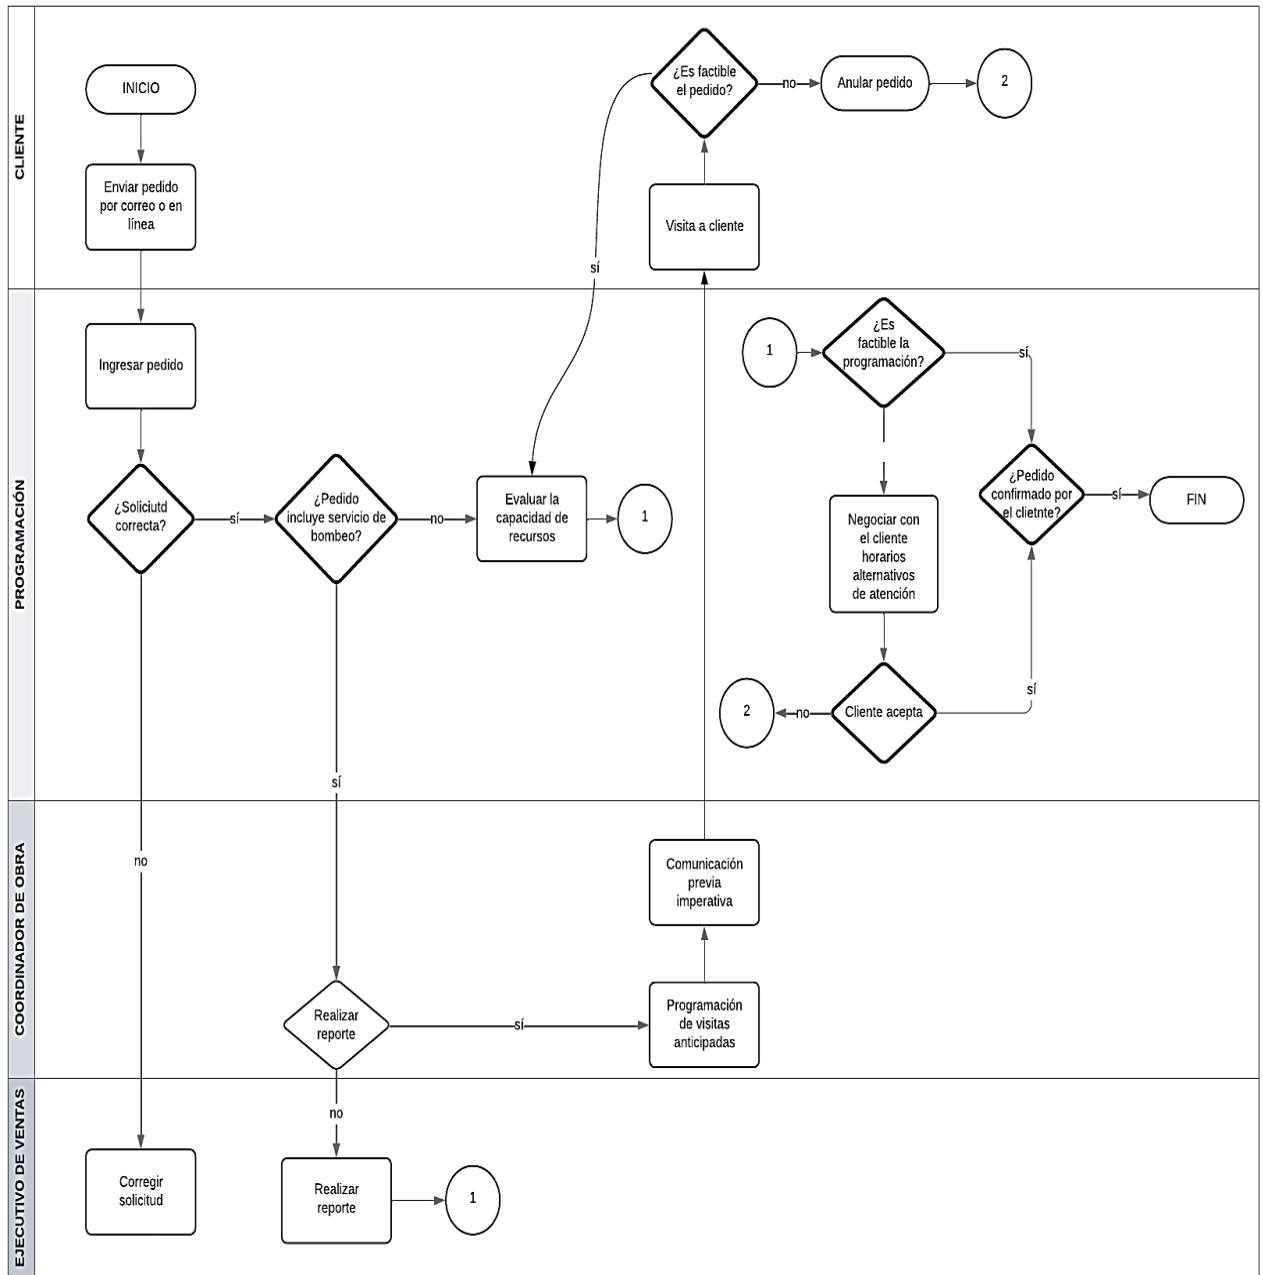 CLIENTE
INICIO
Enviar pedido
por correo o en
línea
¿Es factible
el pedido?
no
Anular pedido
2
Visita a cliente
sí
PROGRAMACIÓN
Ingresar pedido
¿Soliciutd
correcta?
sí
¿Pedido
incluye servicio de
bombeo?
no
Evaluar la
capacidad de
recursos
1
1
¿Es
factible la
programación?
sí
¿Pedido
confirmado por
el clietnte?
sí
FIN
Negociar con
el cliente
horarios
alternativos
de atención
Cliente acepta
no
2
sí
sí
COORDINADOR DE OBRA
no
Comunicación
previa
imperativa
Realizar
reporte
sí
Programación
de visitas
anticipadas
EJECUTIVO DE VENTAS
no
Corregir
solicitud
Realizar
reporte
1